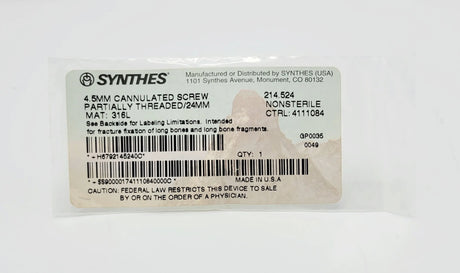 SYNTHES®
Manufactured or Distributed by SYNTHES (USA)
1101 Synthes Avenue, Monument, CO 80132
4.5MM CANNULATED SCREW
PARTIALLY THREADED/24MM
MAT: 316L
214.524
NONSTERILE
CTRL: 4111084
See Backside for Labeling Limitations. Intended
for fracture fixation of long bones and long bone fragments.
GP0035
0049
* - H6792145240C*
QTY: 1
* - 55900001741110840000C*
MADE IN U.S.A
CAUTION: FEDERAL LAW RESTRICTS THIS DEVICE TO SALE
BY OR ON THE ORDER OF A PHYSICIAN.